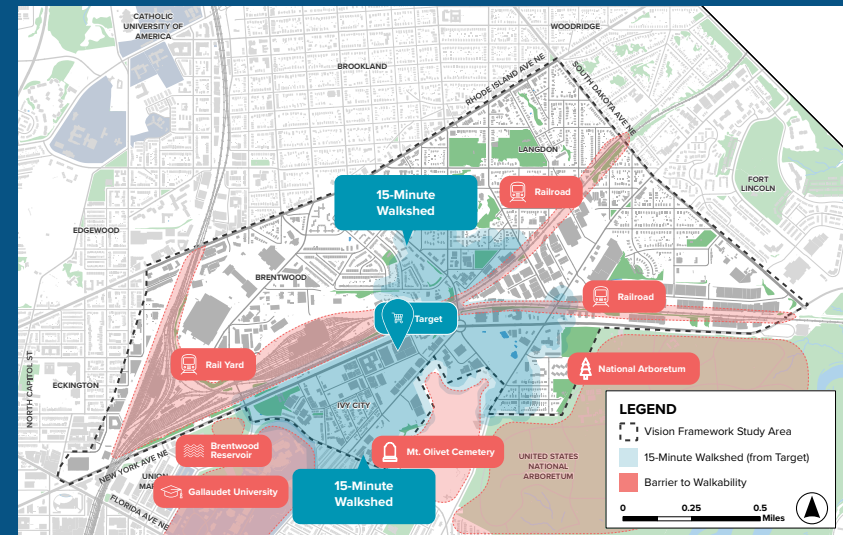 CATHOLIC
UNIVERSITY OF
AMERICA
WOODRIDGE
BROOKLAND
RHODE ISLAND AVE NE
SOUTH DAKOTA AVE NE
LANGDON
FORT
LINCOLN
15-Minute
Walkshed
Railroad
EDGEWOOD
BRENTWOOD
Railroad
Target
Rail Yard
National Arboretum
NORTH CAPITOL ST
ECKINGTON
IVY CITY
Brentwood
Reservoir
Mt. Olivet Cemetery
NEW YORK AVE NE
UNITED STATES
NATIONAL
ARBORETUM
UNION
Gallaudet University
15-Minute
Walkshed
FLORIDA AVE NE
LEGEND
Vision Framework Study Area
15-Minute Walkshed (from Target)
Barrier to Walkability
0 0.25 0.5
Miles